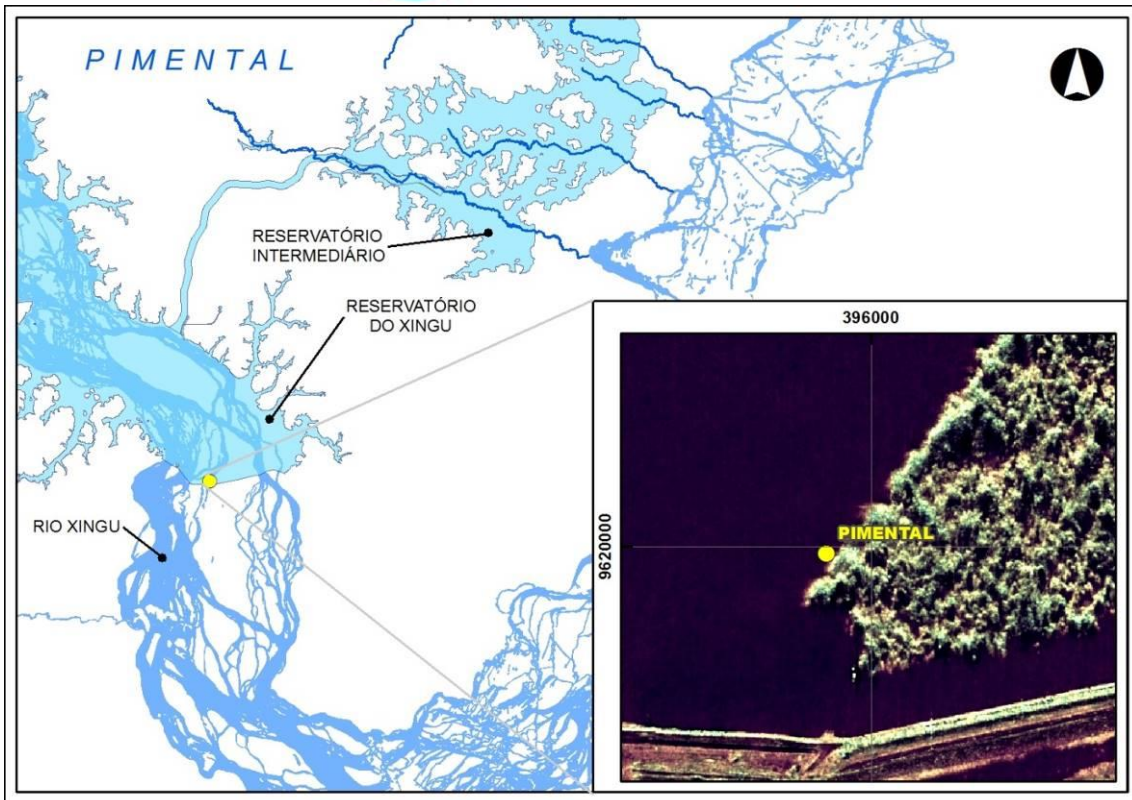 PIMENTAL
RESERVATÓRIO
INTERMEDIÁRIO
RESERVATÓRIO
DO XINGU
RIO XINGU
396000
9620000
PIMENTAL